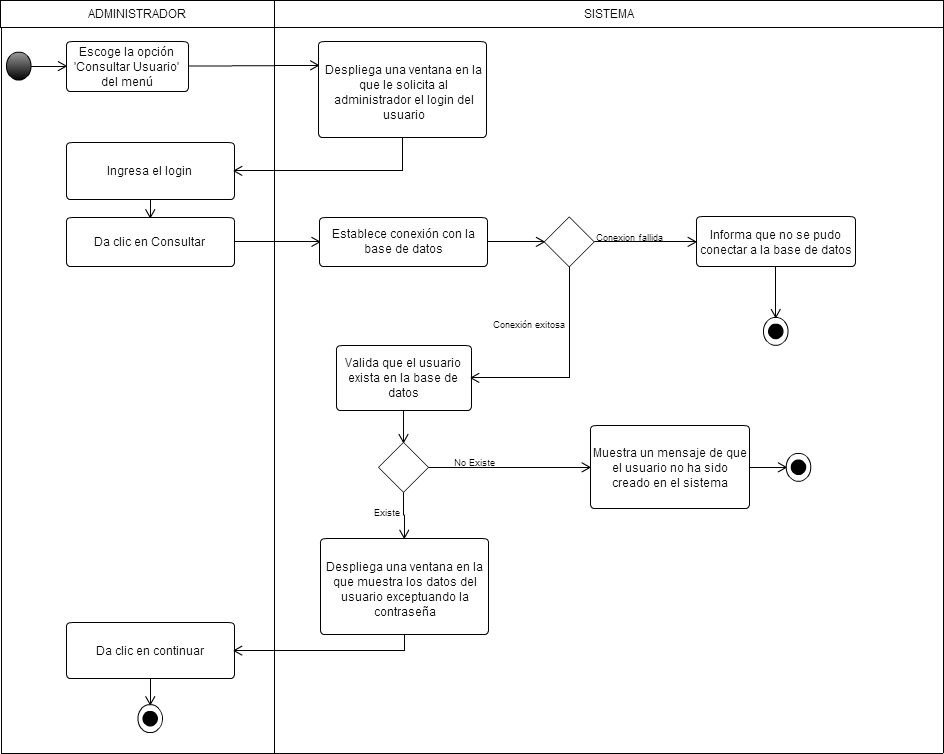 ADMINISTRADOR
SISTEMA
Escoge la opción
'Consultar Usuario'
del menú
Despliega una ventana en la
que le solicita al
administrador el login del
usuario
Ingresa el login
Da clic en Consultar
Establece conexión con la
base de datos
Conexion fallida
Informa que no se pudo
conectar a la base de datos
Conexión exitosa
Valida que el usuario
exista en la base de
datos
No Existe
Muestra un mensaje de que
el usuario no ha sido
creado en el sistema
Existe
Despliega una ventana en la
que muestra los datos del
usuario exceptuando la
contraseña
Da clic en continuar